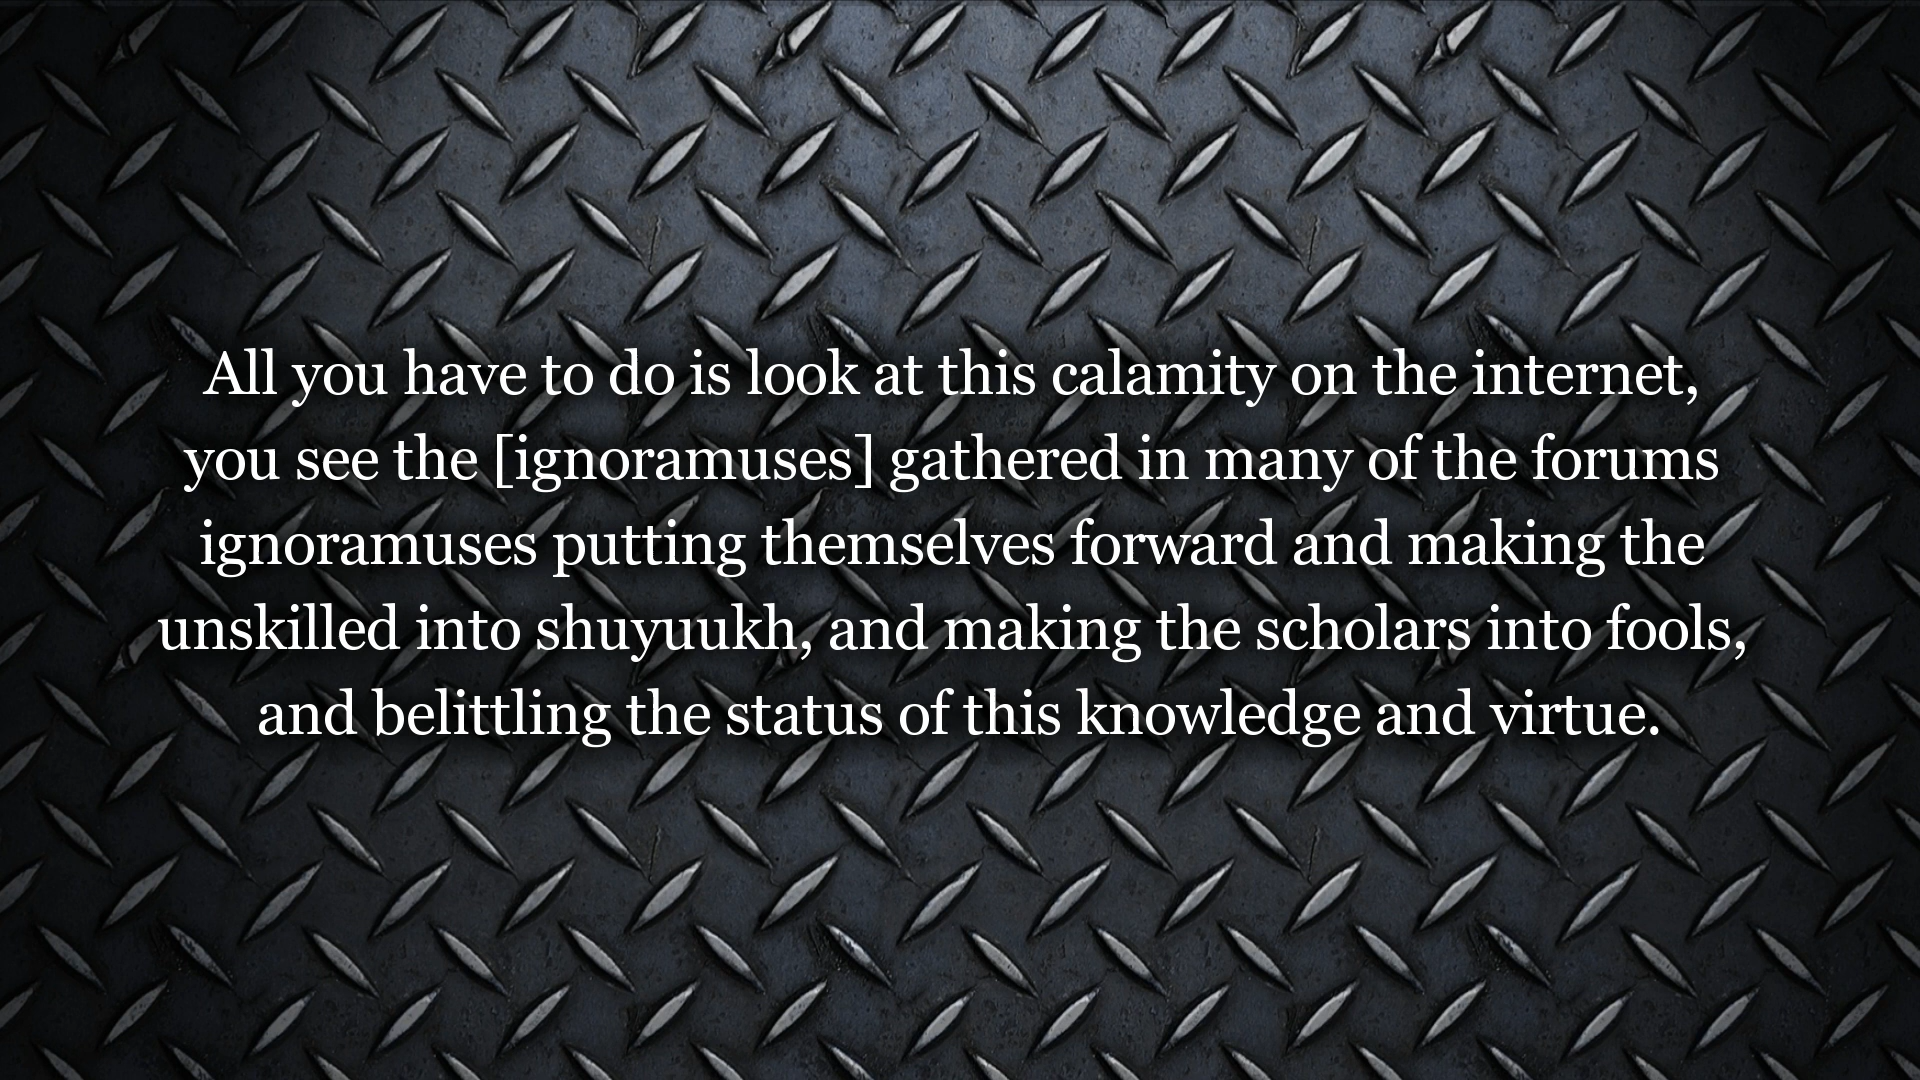 All you have to do is look at this calamity on the internet,
you see the [ignoramuses] gathered in many of the forums
ignoramuses putting themselves forward and making the
unskilled into shuyuukh, and making the scholars into fools,
and belittling the status of this knowledge and virtue.